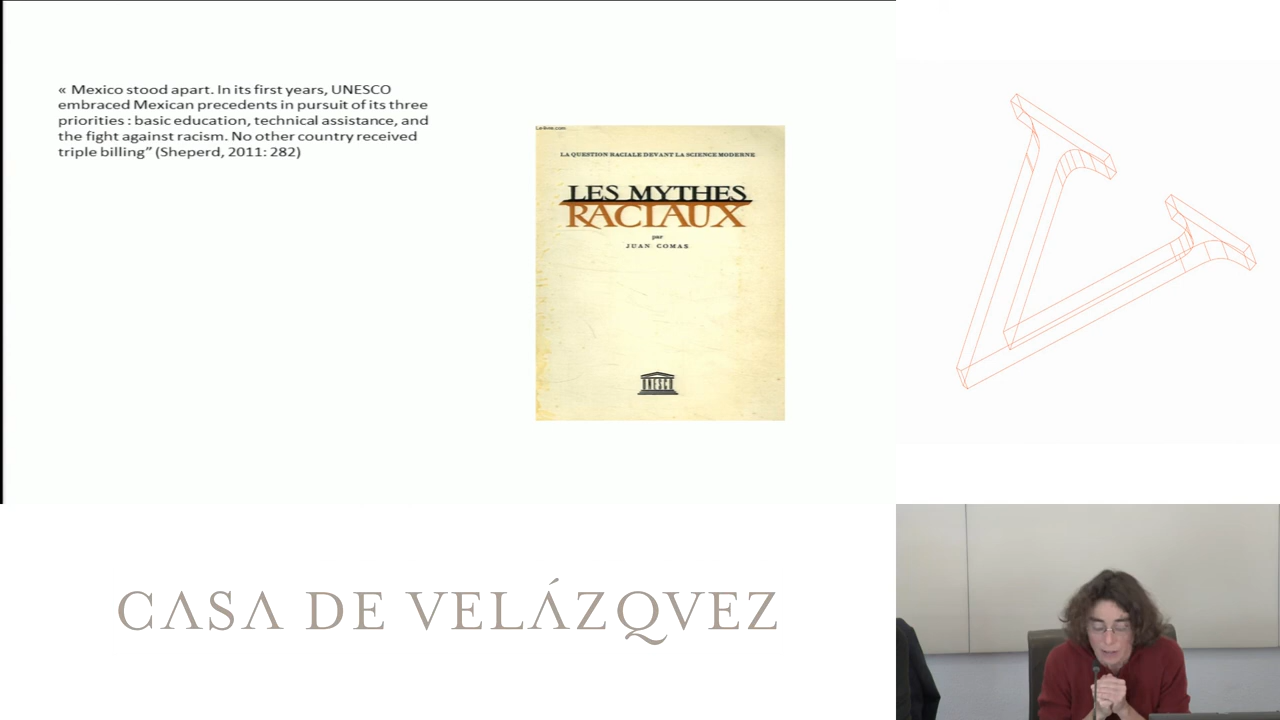 « Mexico stood apart. In its first years, UNESCO
embraced Mexican precedents in pursuit of its three
priorities : basic education, technical assistance, and
the fight against racism. No other country received
triple billing” (Sheperd, 2011: 282)
LA QUESTION RACIALE DEVANT LA SCIENCE MODERNE
LES MYTHES
RACIAUX
par
JUAN COMAS
UNESCO
CASA DE VELÁZQVEZ